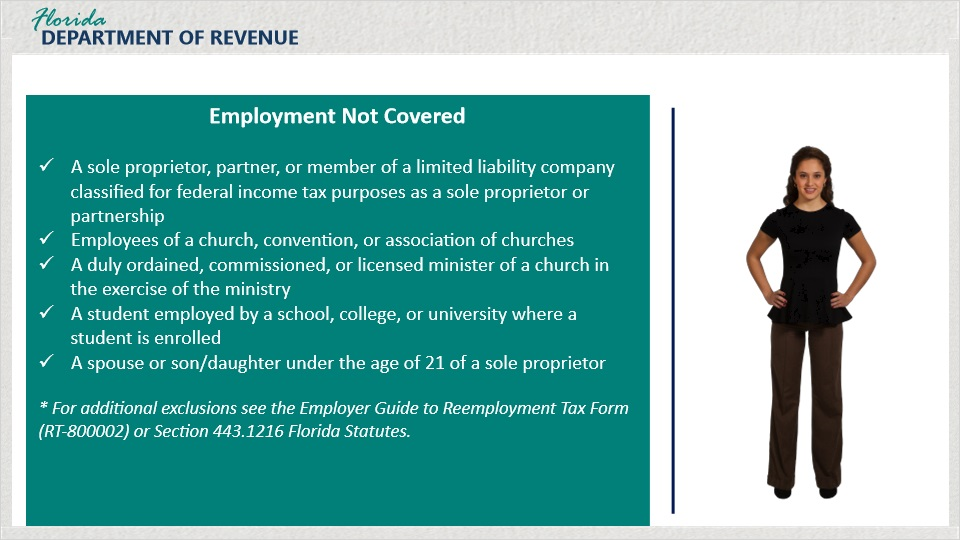 Florida
DEPARTMENT OF REVENUE
Employment Not Covered
✓ A sole proprietor, partner, or member of a limited liability company
classified for federal income tax purposes as a sole proprietor or
partnership
✓ Employees of a church, convention, or association of churches
✓ A duly ordained, commissioned, or licensed minister of a church in
the exercise of the ministry
✓ A student employed by a school, college, or university where a
student is enrolled
✓ A spouse or son/daughter under the age of 21 of a sole proprietor
* For additional exclusions see the Employer Guide to Reemployment Tax Form
(RT-800002) or Section 443.1216 Florida Statutes.